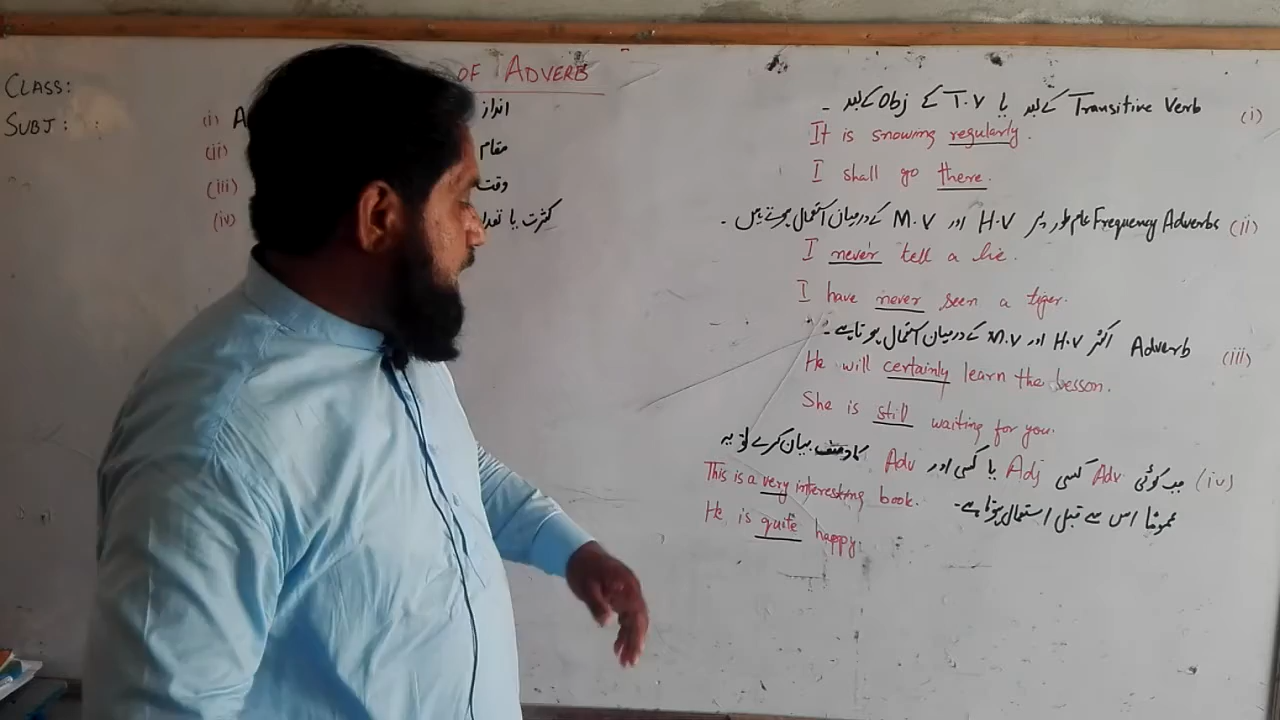 OF ADVERB
CLASS:
SUBJ: :
(i) A انداز
(ii) مقام
(iii) وقت
(iv) کثرت یا تعدا
(i) Transitive Verb کے بعد یا T.V کے Obj کے بعد ۔
It is snowing regularly.
I shall go there.
(ii) Frequency Adverbs عام طور پر H.V اور M.V کے درمیان استعمال ہوتے ہیں ۔
I never tell a lie.
I have never seen a tiger.
(iii) Adverb اکثر H.V اور M.V کے درمیان استعمال ہوتا ہے ۔
He will certainly learn the lesson.
She is still waiting for you.
(iv) جب کوئی Adv کسی Adj یا کسی اور Adv کا وصف بیان کرے تو یہ
عموما اس سے قبل استعمال ہوتا ہے ۔
This is a very interesting book.
He is quite happy.